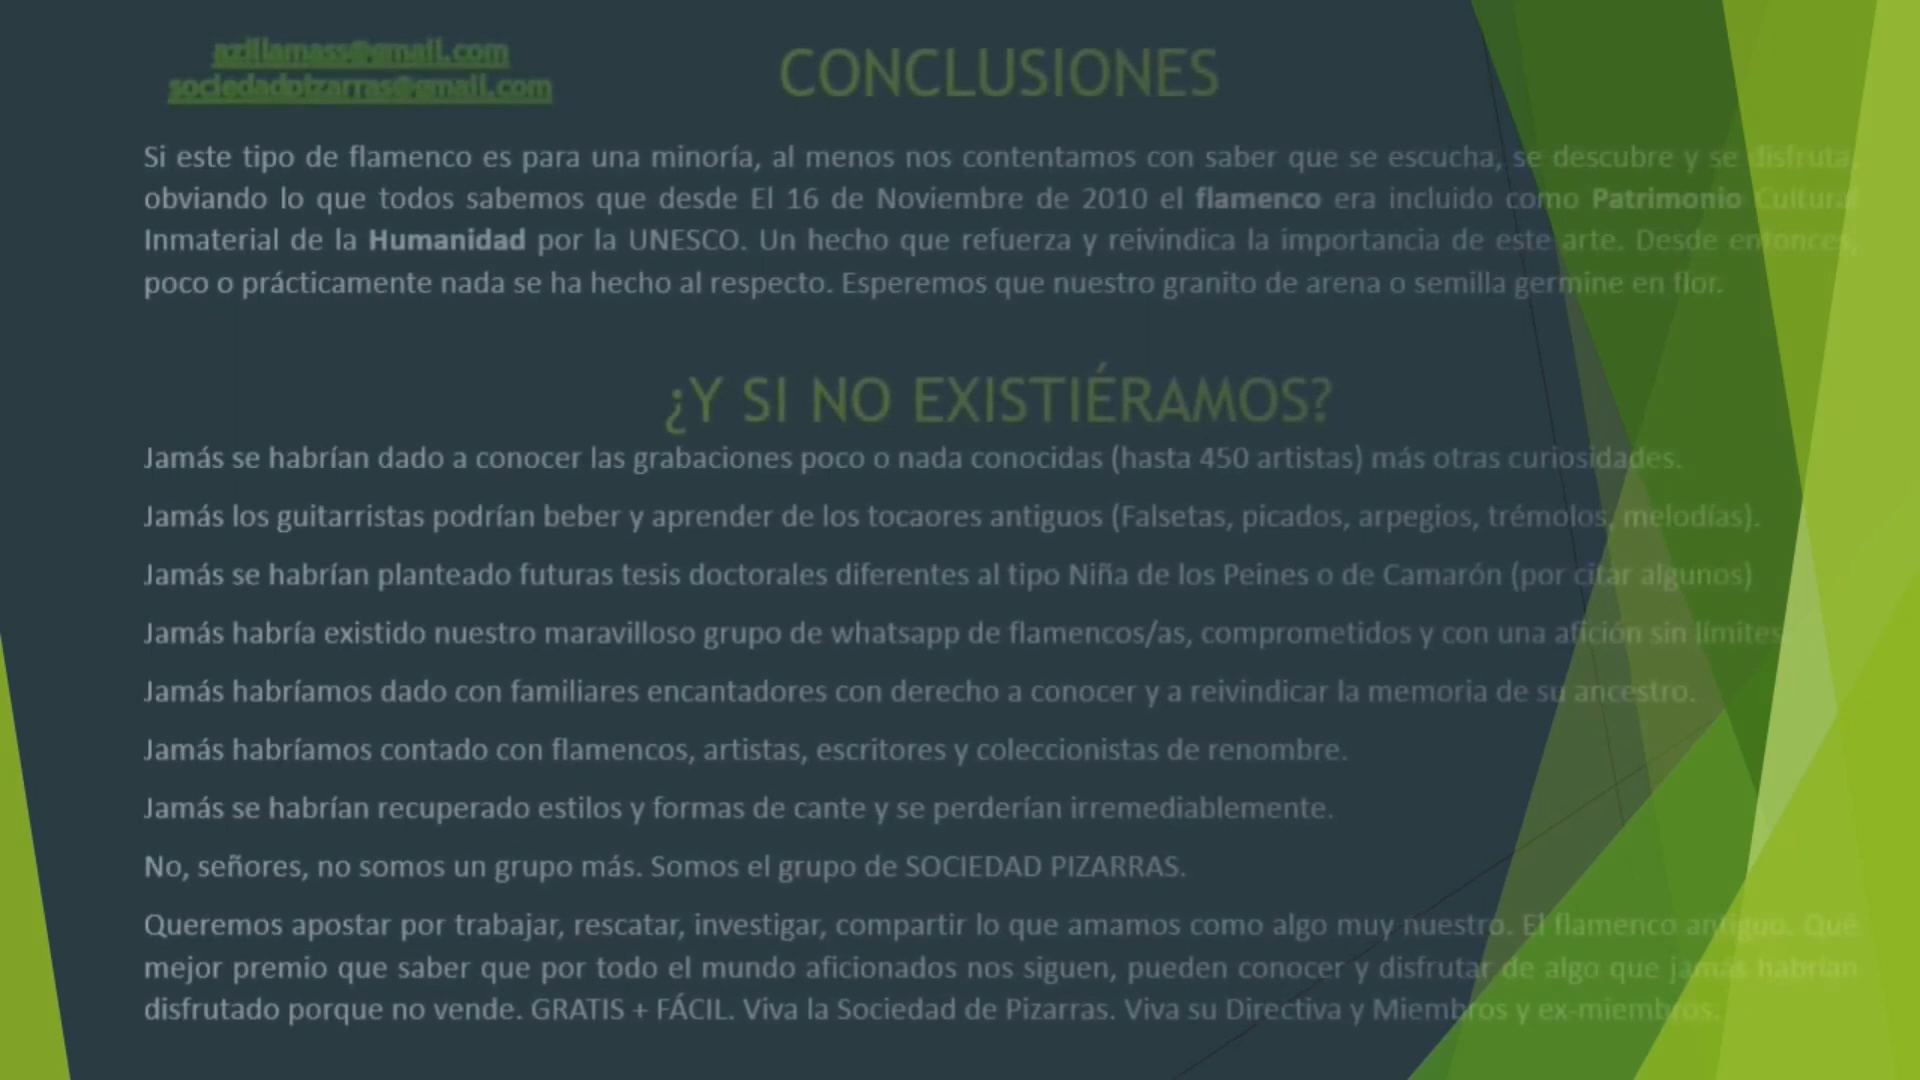 azillamass@gmail.com
sociedadpizarras@gmail.com
CONCLUSIONES
Si este tipo de flamenco es para una minoría, al menos nos contentamos con saber que se escucha, se descubre y se disfruta,
obviando lo que todos sabemos que desde El 16 de Noviembre de 2010 el flamenco era incluido como Patrimonio Cultural
Inmaterial de la Humanidad por la UNESCO. Un hecho que refuerza y reivindica la importancia de este arte. Desde entonces,
poco o prácticamente nada se ha hecho al respecto. Esperemos que nuestro granito de arena o semilla germine en flor.
¿Y SI NO EXISTIÉRAMOS?
Jamás se habrían dado a conocer las grabaciones poco o nada conocidas (hasta 450 artistas) más otras curiosidades.
Jamás los guitarristas podrían beber y aprender de los tocaores antiguos (Falsetas, picados, arpegios, trémolos, melodías).
Jamás se habrían planteado futuras tesis doctorales diferentes al tipo Niña de los Peines o de Camarón (por citar algunos)
Jamás habría existido nuestro maravilloso grupo de whatsapp de flamencos/as, comprometidos y con una afición sin límites
Jamás habríamos dado con familiares encantadores con derecho a conocer y a reivindicar la memoria de su ancestro.
Jamás habríamos contado con flamencos, artistas, escritores y coleccionistas de renombre.
Jamás se habrían recuperado estilos y formas de cante y se perderían irremediablemente.
No, señores, no somos un grupo más. Somos el grupo de SOCIEDAD PIZARRAS.
Queremos apostar por trabajar, rescatar, investigar, compartir lo que amamos como algo muy nuestro. El flamenco antiguo. Qué
mejor premio que saber que por todo el mundo aficionados nos siguen, pueden conocer y disfrutar de algo que jamás habrían
disfrutado porque no vende. GRATIS + FÁCIL. Viva la Sociedad de Pizarras. Viva su Directiva y Miembros y ex-miembros.